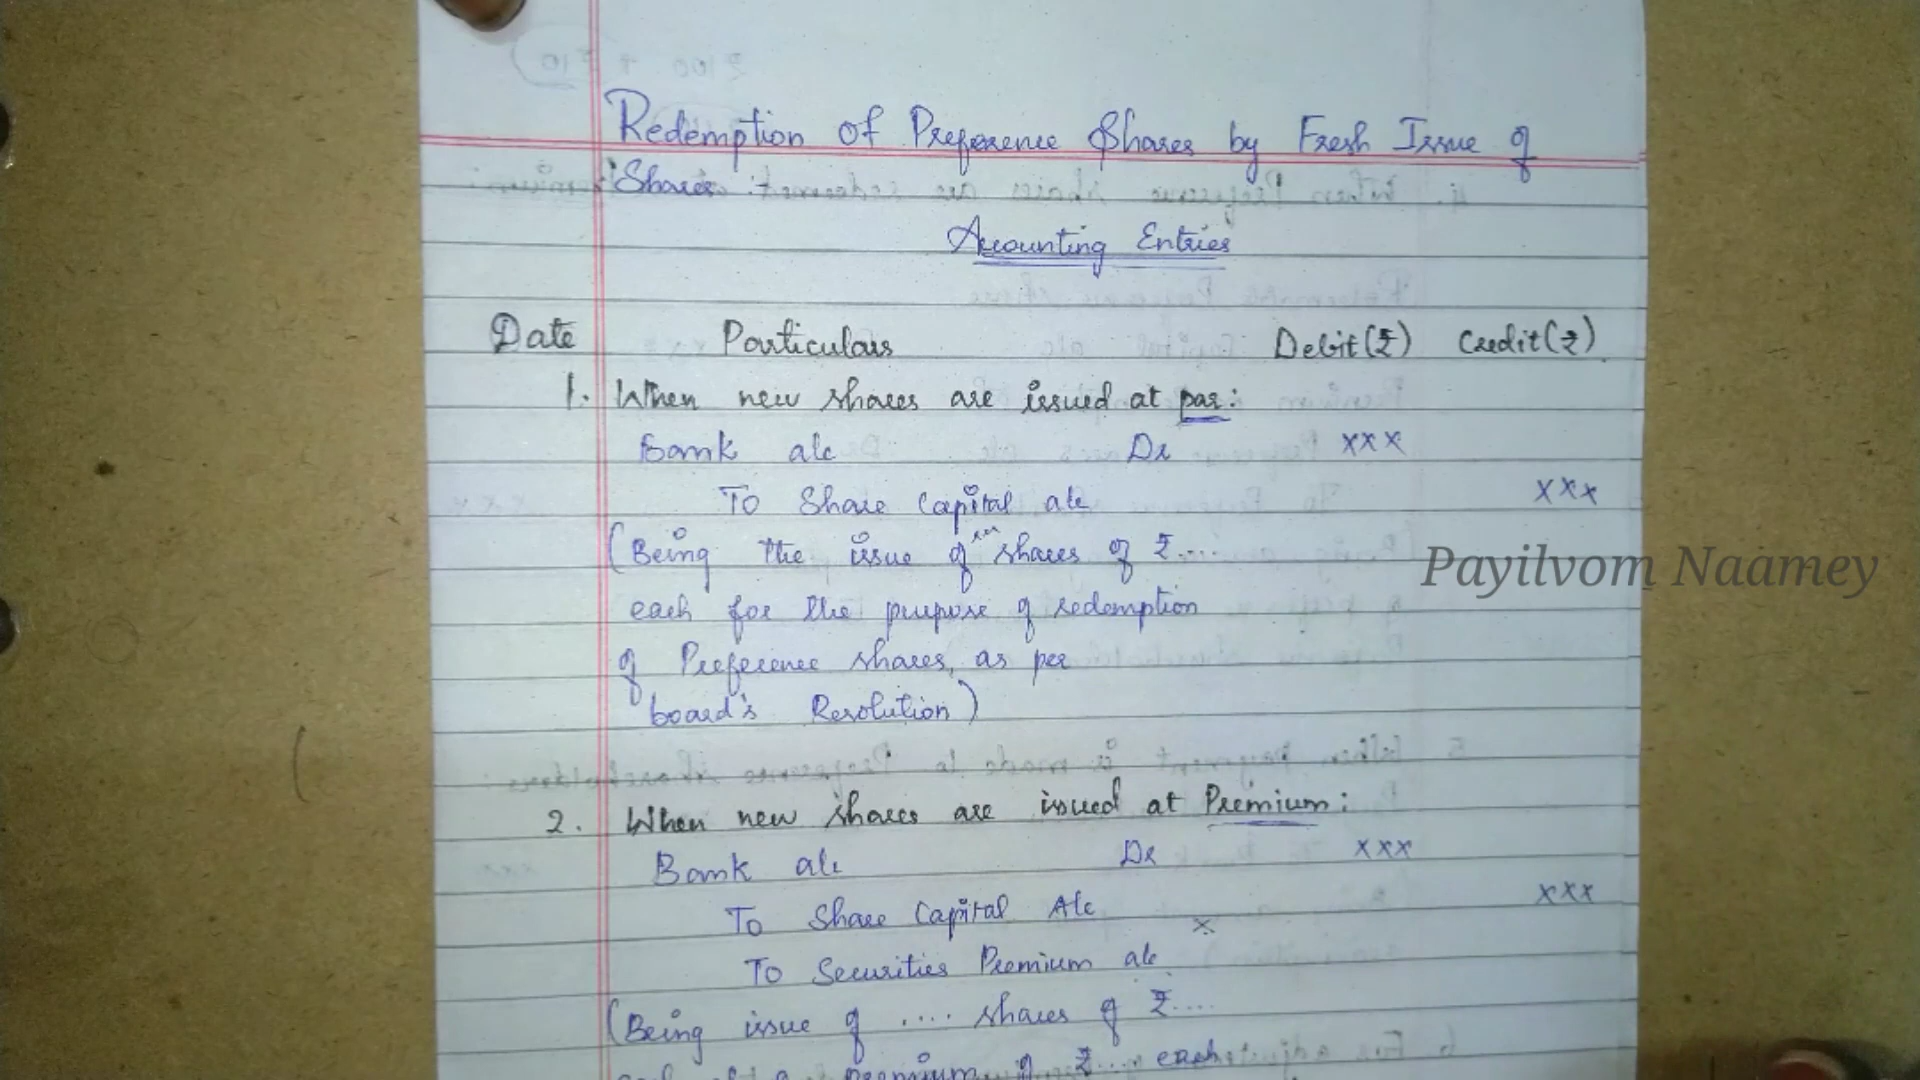 Redemption of Preference Shares by Fresh Issue of
Shares :
Accounting Entries
Date Particulars Debit(₹) Credit(₹)
1. When new shares are issued at par:
Bank a/c Dr xxx
To Share Capital a/c xxx
(Being the issue of ... shares of ₹....
each for the purpose of redemption
of Preference shares, as per
board's Resolution)
Payilvom Naamey
2. When new shares are issued at Premium:
Bank a/c Dr xxx
To Share Capital A/c xxx
To Securities Premium a/c
(Being issue of .... shares of ₹....
premium of ₹.... each